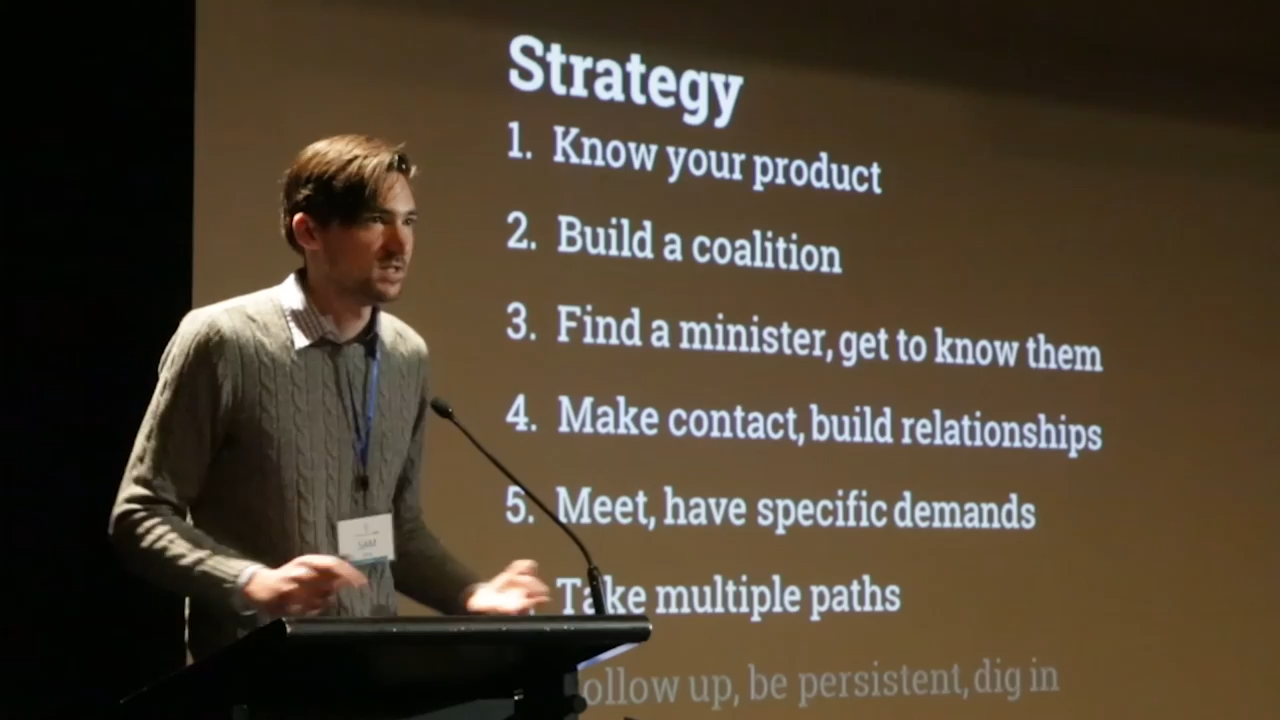 Strategy
1. Know your product
2. Build a coalition
3. Find a minister, get to know them
4. Make contact, build relationships
5. Meet, have specific demands
Take multiple paths
ollow up, be persistent, dig in
SAM